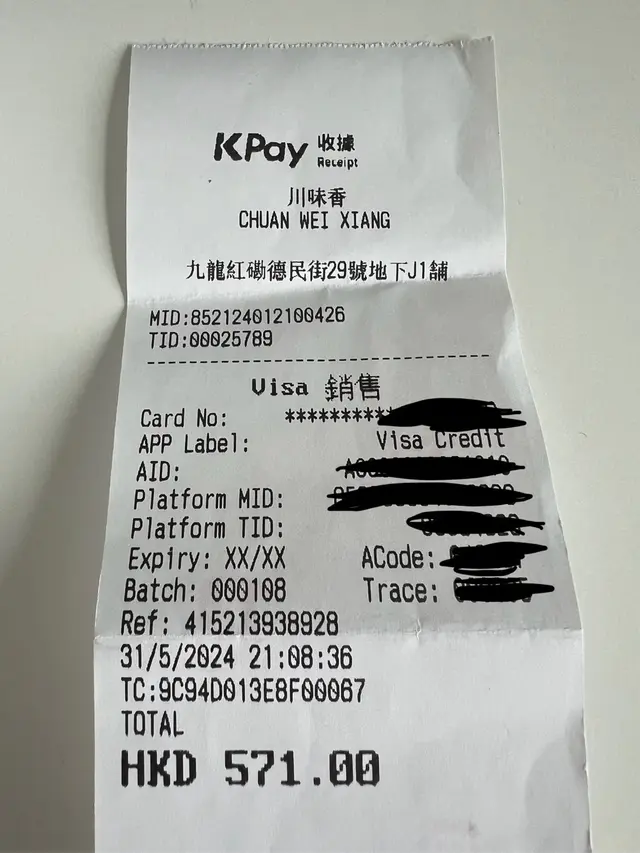 KPay 收據
Receipt
川味香
CHUAN WEI XIANG
九龍紅磡德民街29號地下J1舖
MID:852124012100426
TID:00025789
Visa 銷售
Card No: **********
APP Label: Visa Credit
AID:
Platform MID:
Platform TID:
Expiry: XX/XX ACode:
Batch: 000108 Trace:
Ref: 415213938928
31/5/2024 21:08:36
TC:9C94D013E8F00067
TOTAL
HKD 571.00